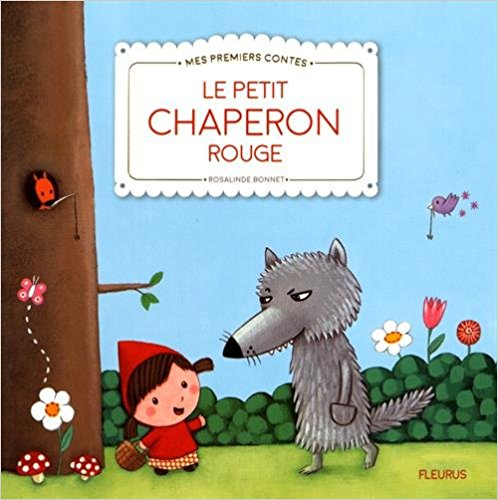 MES PREMIERS CONTES
LE PETIT
CHAPERON
ROUGE
ROSALINDE BONNET
FLEURUS